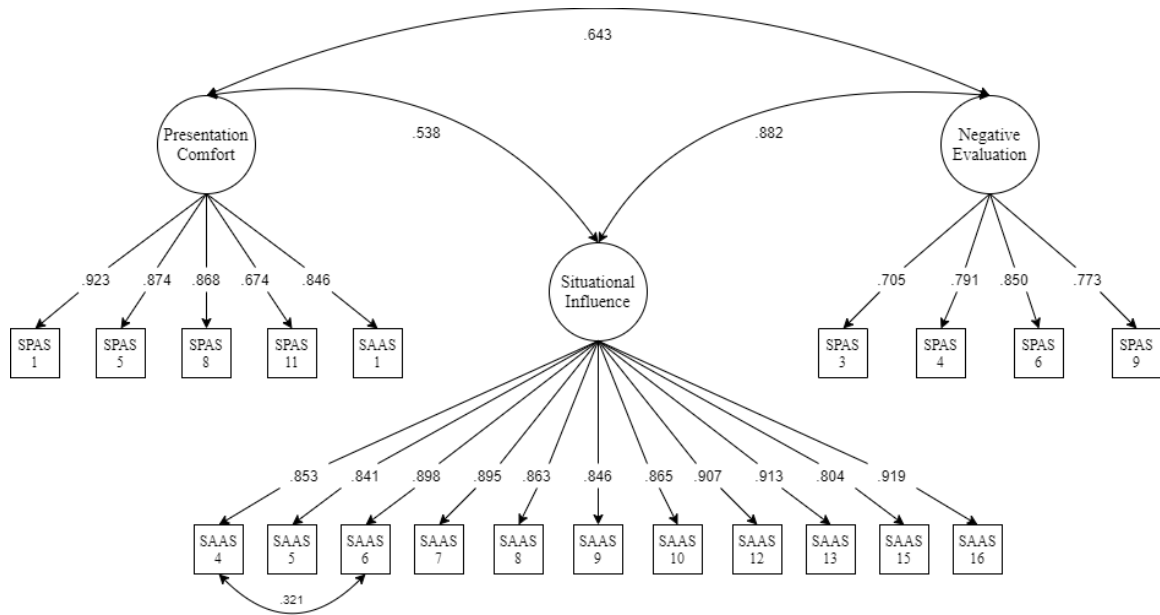 .643
.538
.882
Presentation
Comfort
Negative
Evaluation
Situational
Influence
.923 .874 .868 .674 .846
.705 .791 .850 .773
SPAS
1
SPAS
5
SPAS
8
SPAS
11
SAAS
1
SPAS
3
SPAS
4
SPAS
6
SPAS
9
.853 .841 .898 .895 .863 .846 .865 .907 .913 .804 .919
SAAS
4
SAAS
5
SAAS
6
SAAS
7
SAAS
8
SAAS
9
SAAS
10
SAAS
12
SAAS
13
SAAS
15
SAAS
16
.321